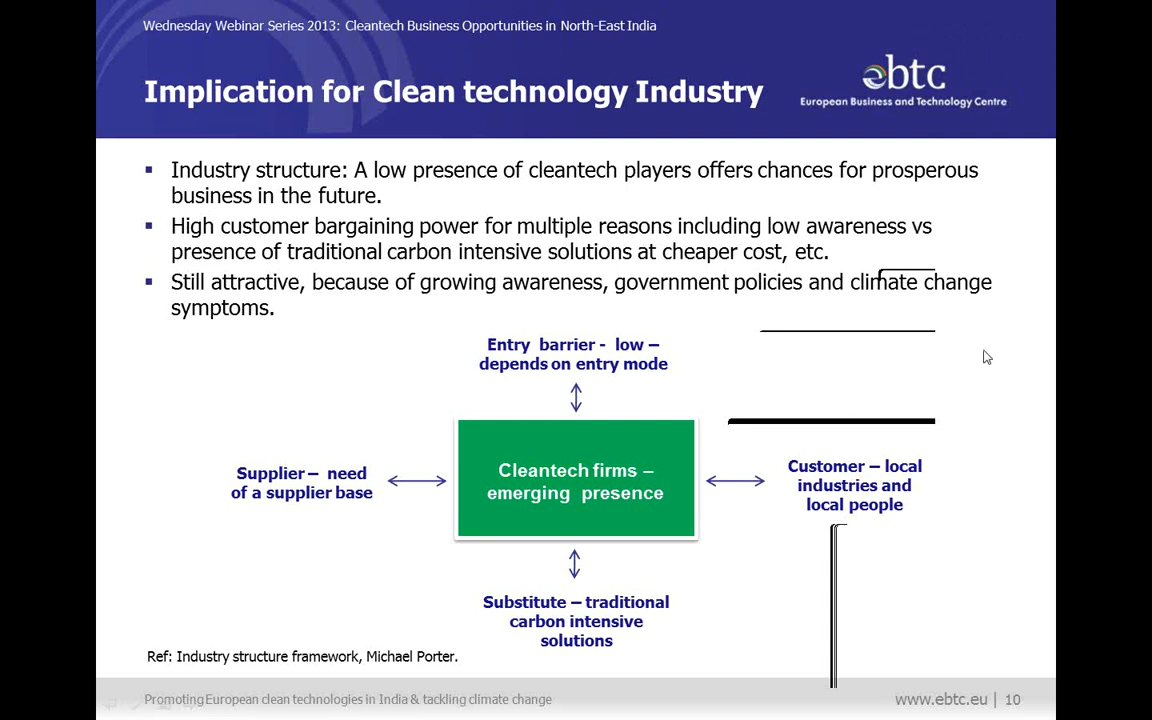 Wednesday Webinar Series 2013: Cleantech Business Opportunities in North-East India
Implication for Clean technology Industry
ebtc
European Business and Technology Centre
Industry structure: A low presence of cleantech players offers chances for prosperous
business in the future.
High customer bargaining power for multiple reasons including low awareness vs
presence of traditional carbon intensive solutions at cheaper cost, etc.
Still attractive, because of growing awareness, government policies and climate change
symptoms.
Entry barrier - low –
depends on entry mode
Supplier – need
of a supplier base
Cleantech firms –
emerging presence
Customer – local
industries and
local people
Substitute – traditional
carbon intensive
solutions
Ref: Industry structure framework, Michael Porter.
Promoting European clean technologies in India & tackling climate change
www.ebtc.eu | 10